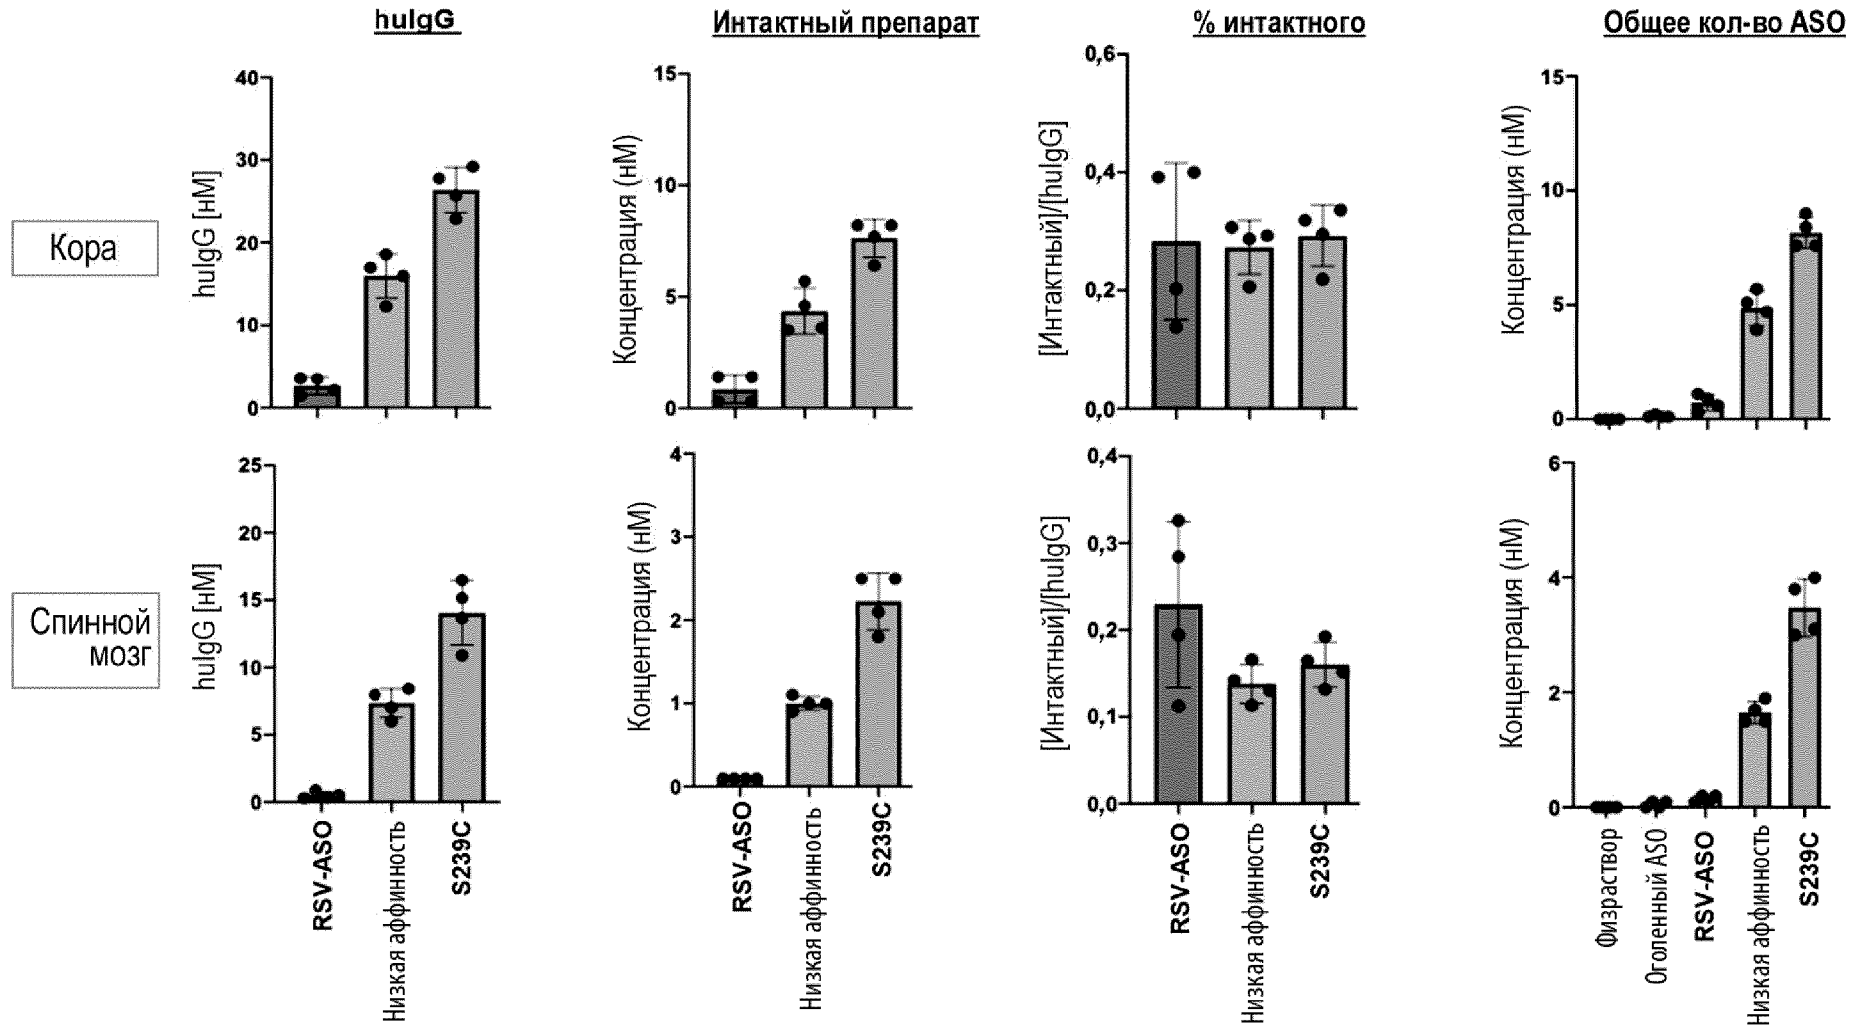 huIgG
Интактный препарат
% интактного
Общее кол-во ASO
Кора
huIgG [нМ]
40
30
20
10
0
Концентрация (нМ)
15
10
5
0
[Интактный]/[huIgG]
0,6
0,4
0,2
0,0
Концентрация (нМ)
15
10
5
0
Спинной
мозг
huIgG [нМ]
25
20
15
10
5
0
RSV-ASO
Низкая аффинность
S239C
Концентрация (нМ)
4
3
2
1
0
RSV-ASO
Низкая аффинность
S239C
[Интактный]/[huIgG]
0,4
0,3
0,2
0,1
0,0
RSV-ASO
Низкая аффинность
S239C
Концентрация (нМ)
6
4
2
0
Физраствор
Оголенный ASO
RSV-ASO
Низкая аффинность
S239C